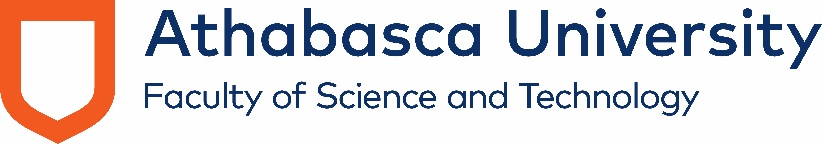 Athabasca University
Faculty of Science and Technology